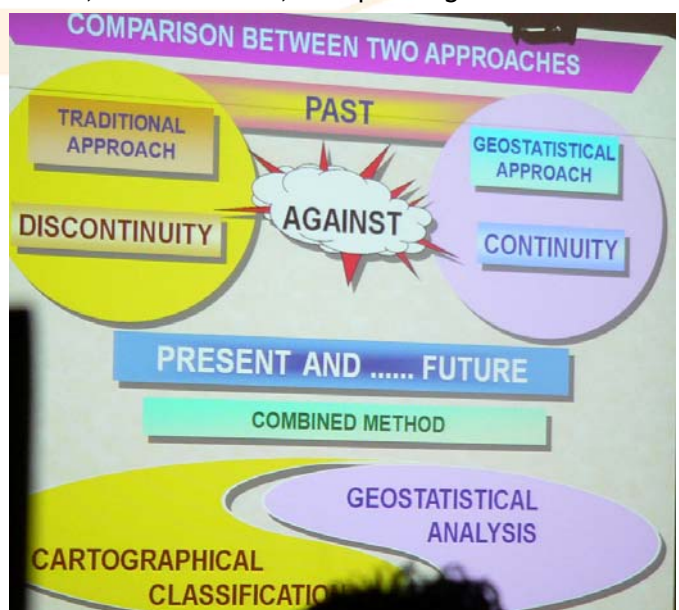 COMPARISON BETWEEN TWO APPROACHES
PAST
TRADITIONAL
APPROACH
DISCONTINUITY
AGAINST
GEOSTATISTICAL
APPROACH
CONTINUITY
PRESENT AND ...... FUTURE
COMBINED METHOD
GEOSTATISTICAL
ANALYSIS
CARTOGRAPHICAL
CLASSIFICATION